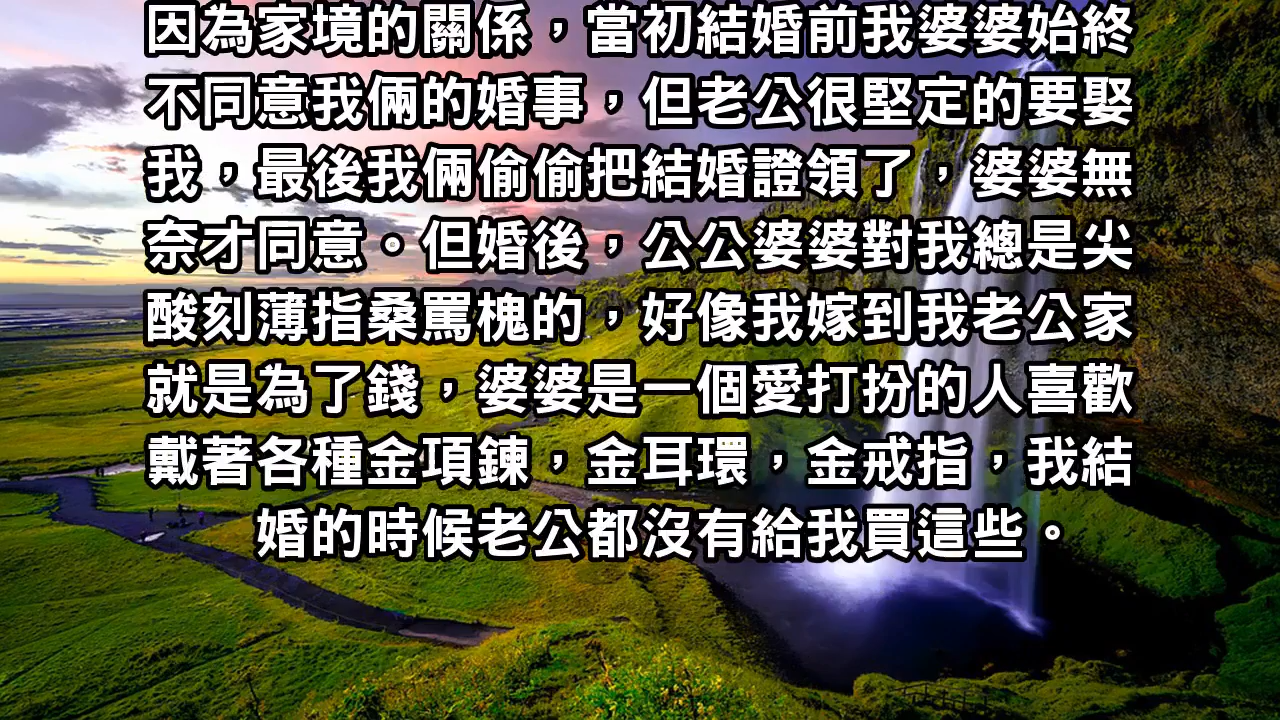 因為家境的關係，當初結婚前我婆婆始終
不同意我倆的婚事，但老公很堅定的要娶
我，最後我倆偷偷把結婚證領了，婆婆無
奈才同意。但婚後，公公婆婆對我總是尖
酸刻薄指桑罵槐的，好像我嫁到我老公家
就是為了錢，婆婆是一個愛打扮的人喜歡
戴著各種金項鍊，金耳環，金戒指，我結
婚的時候老公都沒有給我買這些。